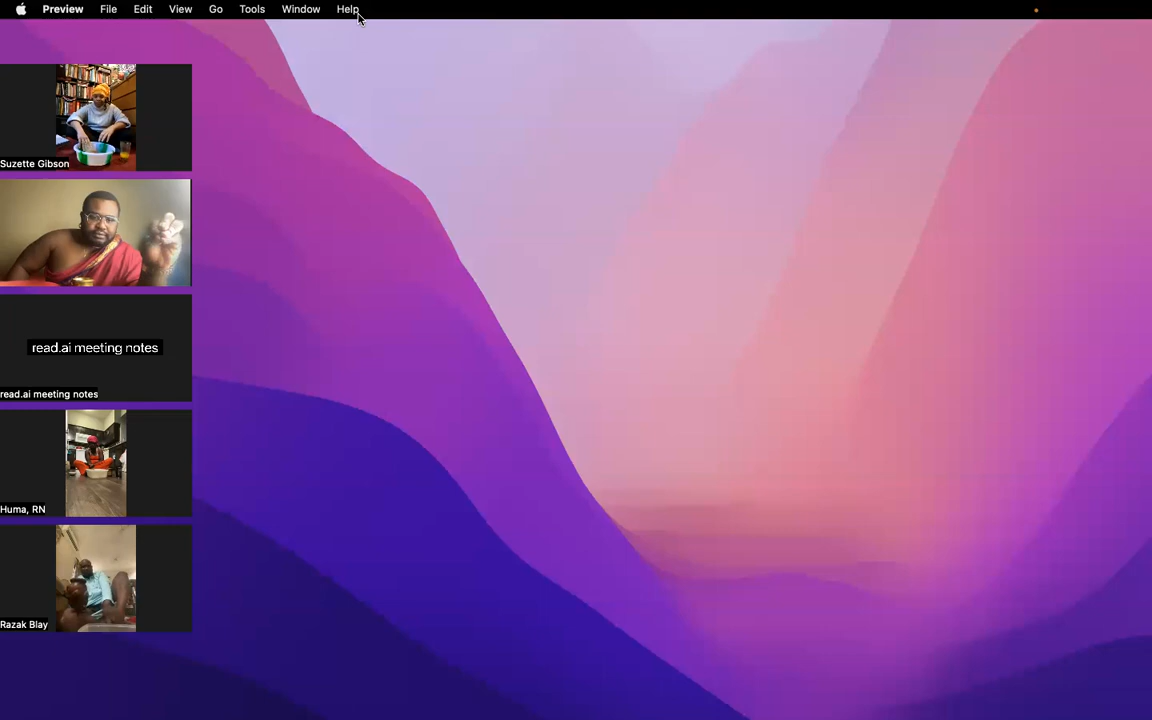 Preview File Edit View Go Tools Window Help
Suzette Gibson
read.ai meeting notes
read.ai meeting notes
Huma, RN
Razak Blay